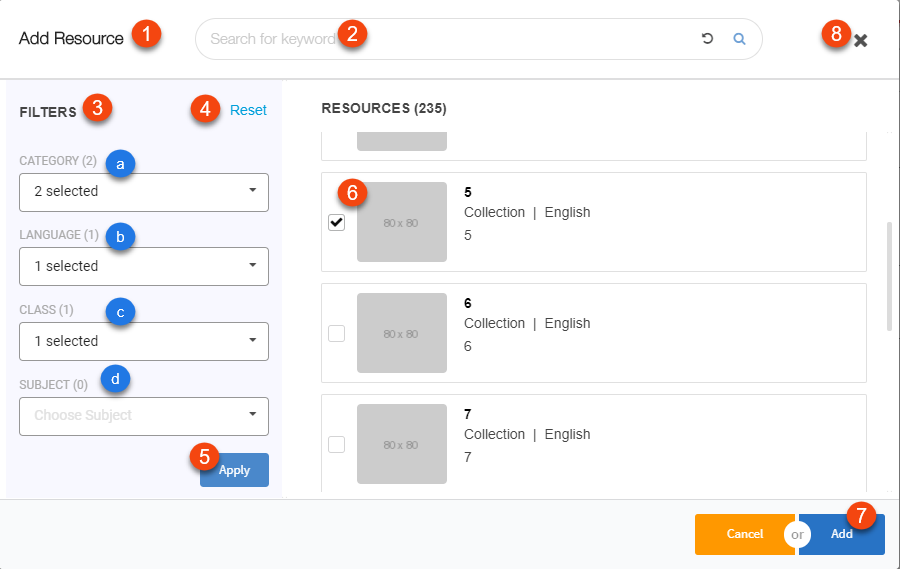 Add Resource 1
Search for keyword 2
8
FILTERS 3
4 Reset
CATEGORY (2) a
2 selected
LANGUAGE (1) b
1 selected
CLASS (1) c
1 selected
SUBJECT (0) d
Choose Subject
5 Apply
RESOURCES (235)
6
80 x 80
5
Collection | English
5
80 x 80
6
Collection | English
6
80 x 80
7
Collection | English
7
Cancel or Add 7